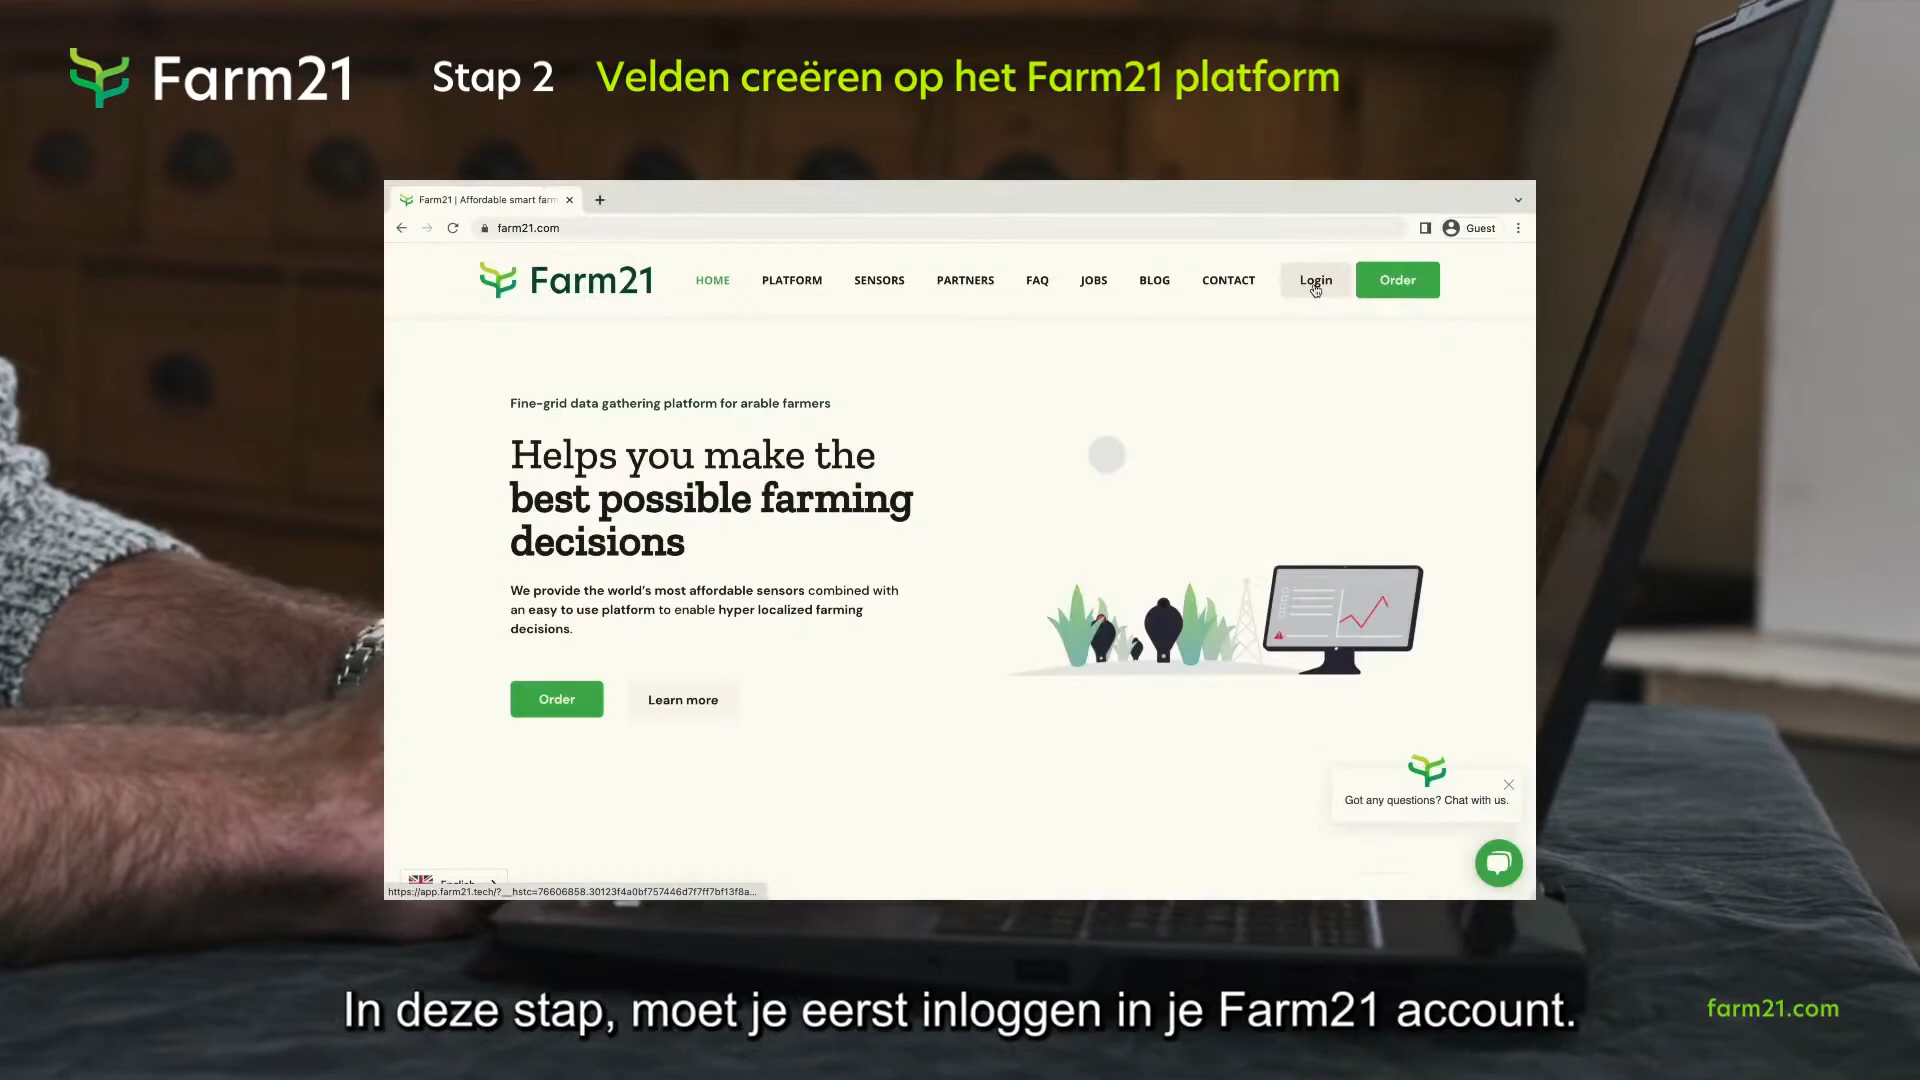 Farm21
Stap 2 Velden creëren op het Farm21 platform
Farm21 | Affordable smart farm
farm21.com
Guest
Farm21
HOME PLATFORM SENSORS PARTNERS FAQ JOBS BLOG CONTACT Login Order
Fine-grid data gathering platform for arable farmers
Helps you make the
best possible farming
decisions
We provide the world's most affordable sensors combined with
an easy to use platform to enable hyper localized farming
decisions.
Order Learn more
Got any questions? Chat with us.
English
https://app.farm21.tech/?__hstc=76606858.30123f4a0bf757446d7f7ff7bf13f8a...
In deze stap, moet je eerst inloggen in je Farm21 account.
farm21.com